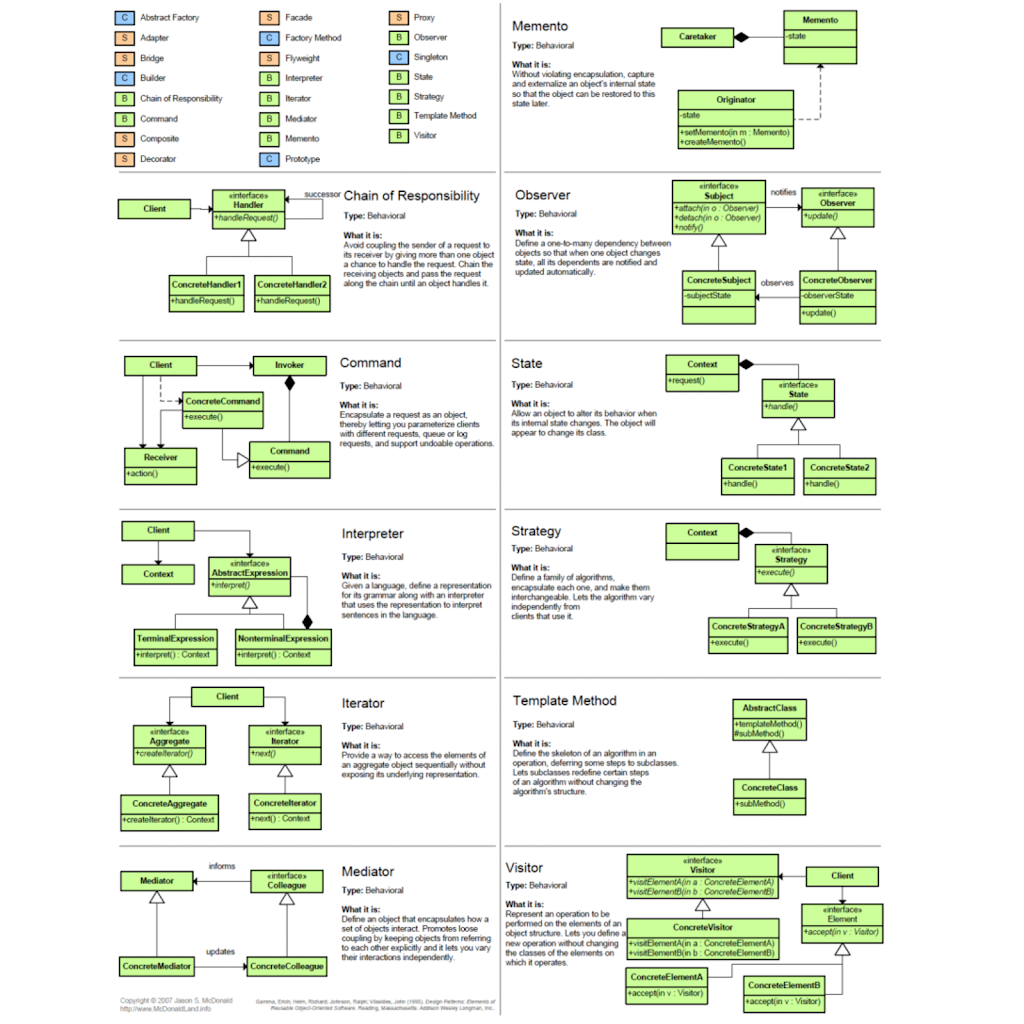 C Abstract Factory
S Adapter
S Bridge
C Builder
B Chain of Responsibility
B Command
S Composite
S Decorator
S Facade
C Factory Method
S Flyweight
B Interpreter
B Iterator
B Mediator
B Memento
C Prototype
S Proxy
B Observer
C Singleton
B State
B Strategy
B Template Method
B Visitor
Memento
Type: Behavioral
What it is:
Without violating encapsulation, capture
and externalize an object's internal state
so that the object can be restored to this
state later.
Caretaker
Memento
-state
Originator
-state
+setMemento(in m : Memento)
+createMemento()
Client
«interface»
Handler
+handleRequest()
successor
ConcreteHandler1
+handleRequest()
ConcreteHandler2
+handleRequest()
Chain of Responsibility
Type: Behavioral
What it is:
Avoid coupling the sender of a request to
its receiver by giving more than one object
a chance to handle the request. Chain the
receiving objects and pass the request
along the chain until an object handles it.
Observer
Type: Behavioral
What it is:
Define a one-to-many dependency between
objects so that when one object changes
state, all its dependents are notified and
updated automatically.
«interface»
Subject
+attach(in o : Observer)
+detach(in o : Observer)
+notify()
notifies
«interface»
Observer
+update()
ConcreteSubject
-subjectState
observes
ConcreteObserver
-observerState
+update()
Client
Invoker
ConcreteCommand
+execute()
Receiver
+action()
Command
+execute()
Command
Type: Behavioral
What it is:
Encapsulate a request as an object,
thereby letting you parameterize clients
with different requests, queue or log
requests, and support undoable operations.
State
Type: Behavioral
What it is:
Allow an object to alter its behavior when
its internal state changes. The object will
appear to change its class.
Context
+request()
«interface»
State
+handle()
ConcreteState1
+handle()
ConcreteState2
+handle()
Client
Context
«interface»
AbstractExpression
+interpret()
TerminalExpression
+interpret() : Context
NonterminalExpression
+interpret() : Context
Interpreter
Type: Behavioral
What it is:
Given a language, define a representation
for its grammar along with an interpreter
that uses the representation to interpret
sentences in the language.
Strategy
Type: Behavioral
What it is:
Define a family of algorithms,
encapsulate each one, and make them
interchangeable. Lets the algorithm vary
independently from
clients that use it.
Context
«interface»
Strategy
+execute()
ConcreteStrategyA
+execute()
ConcreteStrategyB
+execute()
Client
«interface»
Aggregate
+createIterator()
«interface»
Iterator
+next()
ConcreteAggregate
+createIterator() : Context
ConcreteIterator
+next() : Context
Iterator
Type: Behavioral
What it is:
Provide a way to access the elements of
an aggregate object sequentially without
exposing its underlying representation.
Template Method
Type: Behavioral
What it is:
Define the skeleton of an algorithm in an
operation, deferring some steps to subclasses.
Lets subclasses redefine certain steps
of an algorithm without changing the
algorithm's structure.
AbstractClass
+templateMethod()
#subMethod()
ConcreteClass
+subMethod()
Mediator
informs
«interface»
Colleague
ConcreteMediator
updates
ConcreteColleague
Mediator
Type: Behavioral
What it is:
Define an object that encapsulates how a
set of objects interact. Promotes loose
coupling by keeping objects from referring
to each other explicitly and it lets you vary
their interactions independently.
Visitor
Type: Behavioral
What it is:
Represent an operation to be
performed on the elements of an
object structure. Lets you define a
new operation without changing
the classes of the elements on
which it operates.
«interface»
Visitor
+visitElementA(in a : ConcreteElementA)
+visitElementB(in b : ConcreteElementB)
Client
«interface»
Element
+accept(in v : Visitor)
ConcreteVisitor
+visitElementA(in a : ConcreteElementA)
+visitElementB(in b : ConcreteElementB)
ConcreteElementA
+accept(in v : Visitor)
ConcreteElementB
+accept(in v : Visitor)
Copyright © 2007 Jason S. McDonald
http://www.McDonaldLand.info
Gamma, Erich; Helm, Richard; Johnson, Ralph; Vlissides, John (1995). Design Patterns: Elements of
Reusable Object-Oriented Software. Reading, Massachusetts: Addison Wesley Longman, Inc..